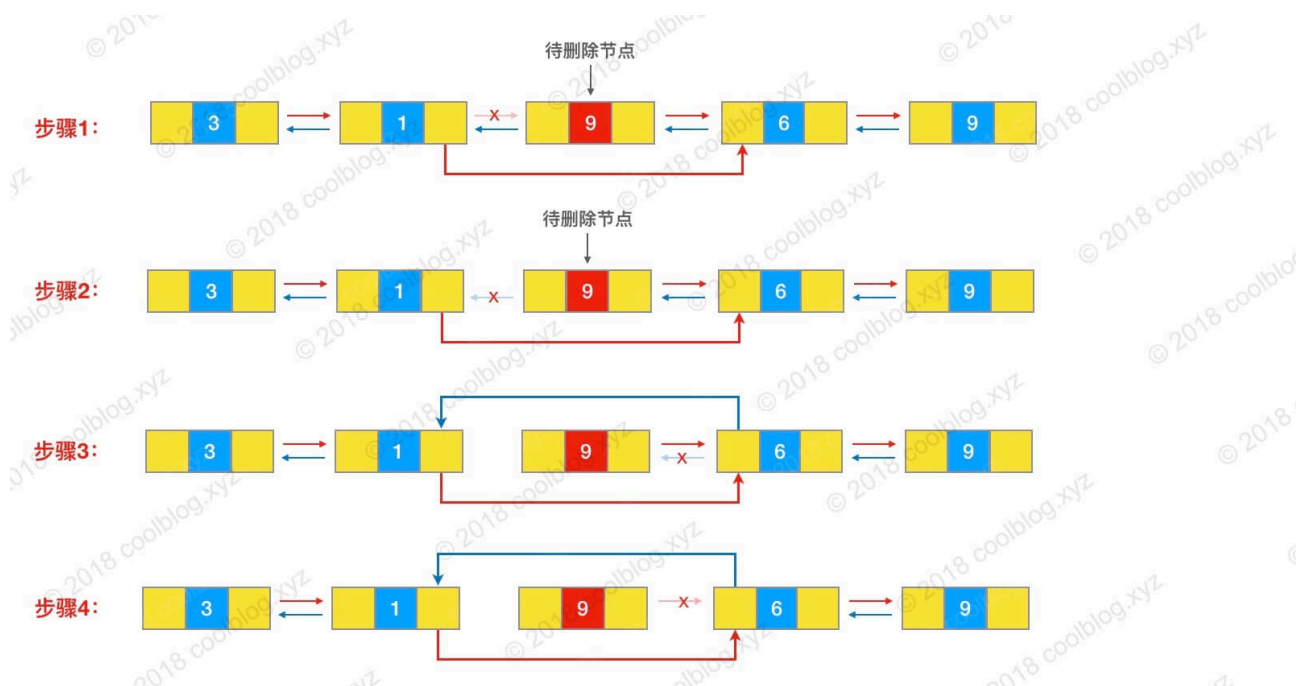 待删除节点
步骤1: 3 1 x 9 6 9
待删除节点
步骤2: 3 1 x 9 6 9
步骤3: 3 1 9 x 6 9
步骤4: 3 1 9 x 6 9
© 2018 coolblog.xyz